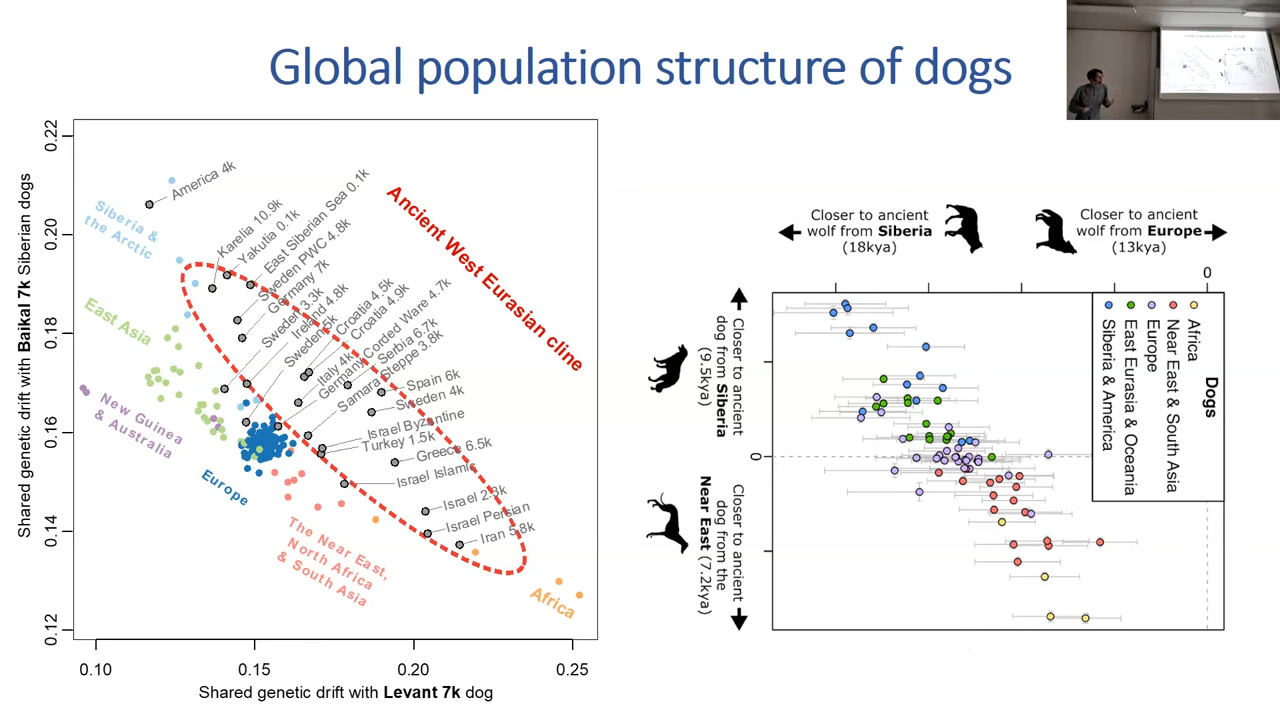 Global population structure of dogs
0.22
0.20
0.18
0.16
0.14
0.12
Shared genetic drift with Baikal 7k Siberian dogs
0.10
0.15
0.20
0.25
Shared genetic drift with Levant 7k dog
America 4k
Karelia 10.9k
Yakutia 0.1k
East Siberian Sea 0.1k
Sweden PWC 4.8k
Germany 7k
Sweden 3.3k
Ireland 4.8k
Sweden 5k
Croatia 4.5k
Croatia 4.9k
Italy 4k
Germany Corded Ware 4.7k
Serbia 6.7k
Samara Steppe 3.8k
Spain 6k
Sweden 4k
Israel Byzantine
Turkey 1.5k
Greece 6.5k
Israel Islamic
Israel 2.3k
Israel Persian
Iran 5.8k
Siberia &
the Arctic
East Asia
New Guinea
& Australia
Europe
The Near East,
North Africa
& South Asia
Africa
Ancient West Eurasian cline
Closer to ancient
wolf from Siberia
(18kya)
Closer to ancient
wolf from Europe
(13kya)
0
Closer to ancient
dog from Siberia
(9.5kya)
0
Closer to ancient
dog from the
Near East (7.2kya)
Dogs
Africa
Near East & South Asia
Europe
East Eurasia & Oceania
Siberia & America